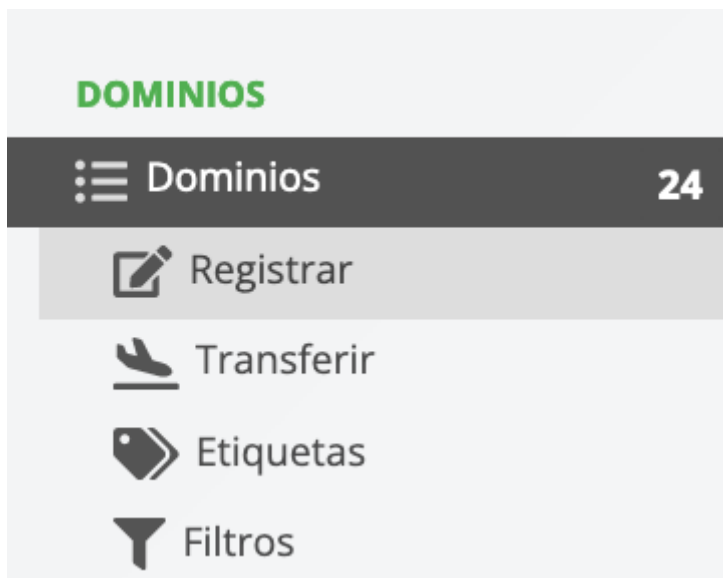 DOMINIOS
Dominios 24
Registrar
Transferir
Etiquetas
Filtros